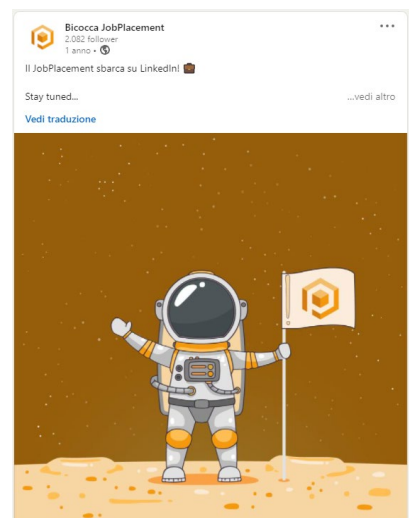 Bicocca JobPlacement
2.082 follower
1 anno •
Il JobPlacement sbarca su LinkedIn! 💼
Stay tuned...
...vedi altro
Vedi traduzione